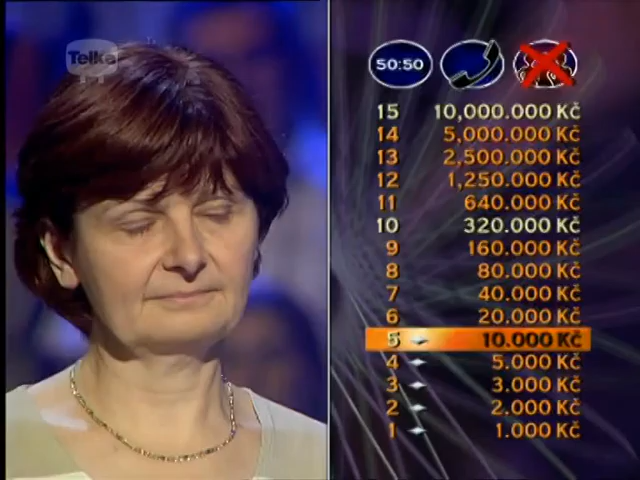 Telka
50:50
15 10,000.000 Kč
14 5,000.000 Kč
13 2,500.000 Kč
12 1,250.000 Kč
11 640.000 Kč
10 320.000 Kč
9 160.000 Kč
8 80.000 Kč
7 40.000 Kč
6 20.000 Kč
5 10.000 Kč
4 5.000 Kč
3 3.000 Kč
2 2.000 Kč
1 1.000 Kč